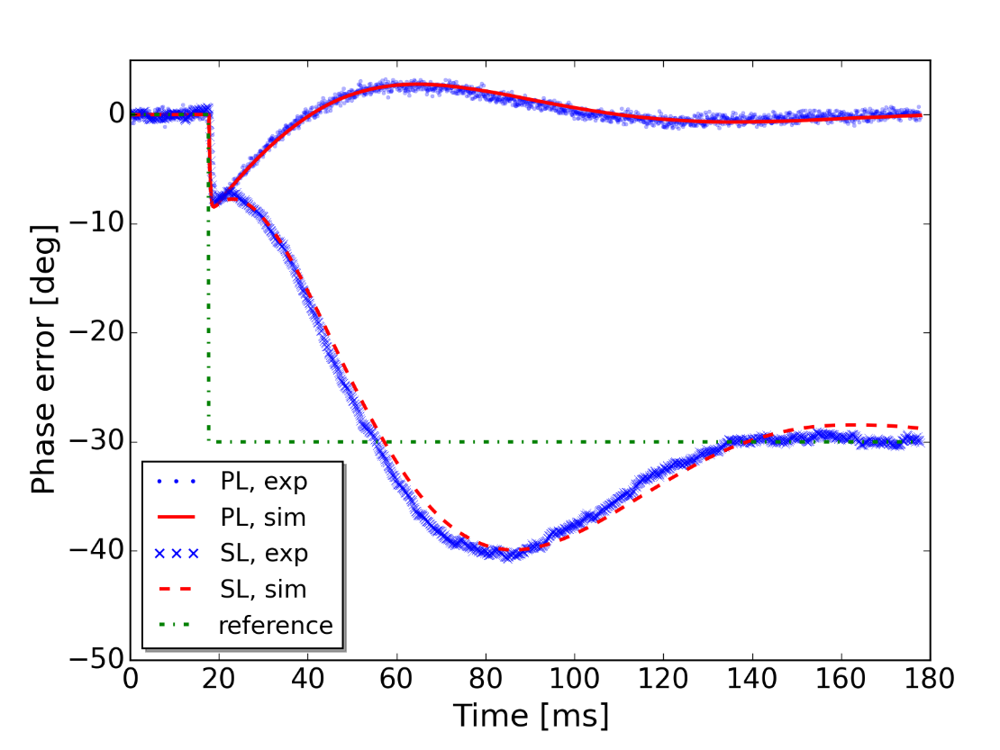 0
−10
−20
−30
−40
−50
Phase error [deg]
PL, exp
PL, sim
SL, exp
SL, sim
reference
0 20 40 60 80 100 120 140 160 180
Time [ms]